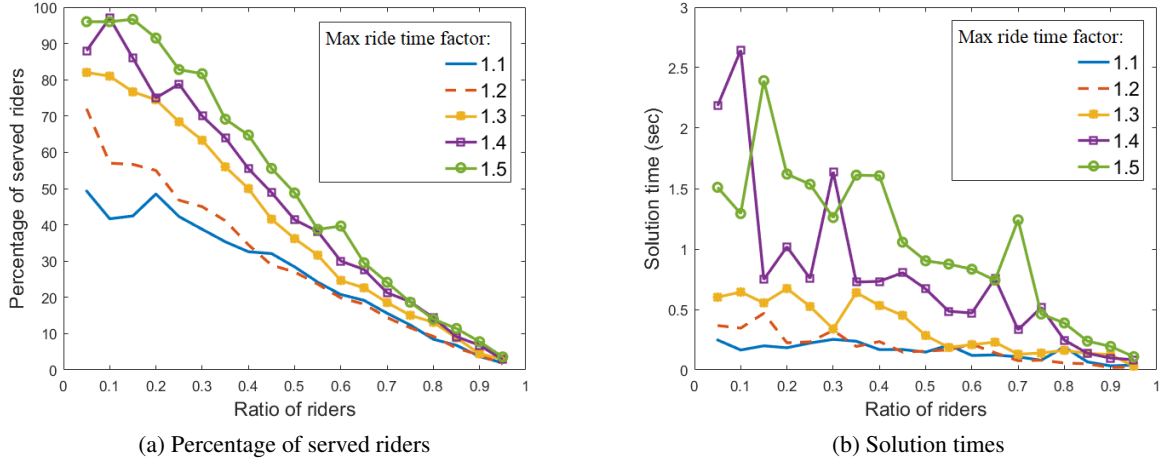 100
90
80
70
60
50
40
30
20
10
0
Percentage of served riders
0 0.1 0.2 0.3 0.4 0.5 0.6 0.7 0.8 0.9 1
Ratio of riders
Max ride time factor:
1.1
1.2
1.3
1.4
1.5
(a) Percentage of served riders
3
2.5
2
1.5
1
0.5
0
Solution time (sec)
0 0.1 0.2 0.3 0.4 0.5 0.6 0.7 0.8 0.9 1
Ratio of riders
Max ride time factor:
1.1
1.2
1.3
1.4
1.5
(b) Solution times